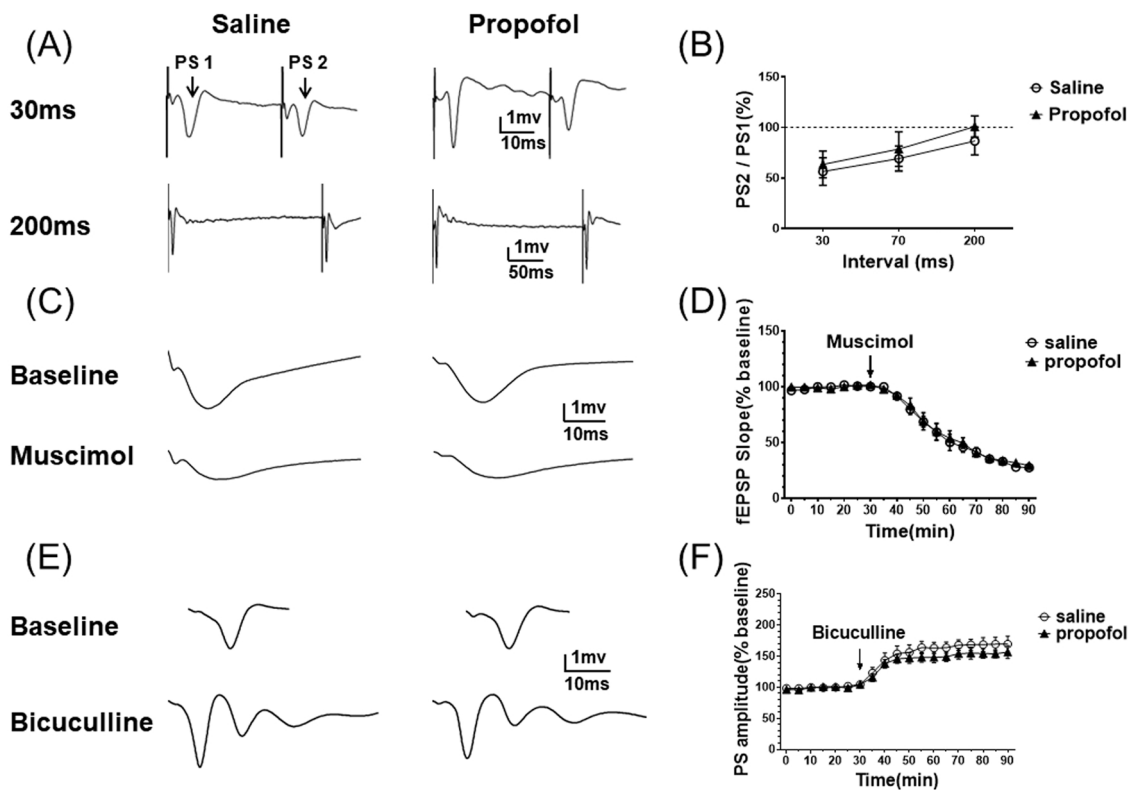 Saline
Propofol
(A)
30ms
PS 1
PS 2
1mv
10ms
200ms
1mv
50ms
(B)
PS2 / PS1(%)
150
100
50
0
30
70
200
Interval (ms)
Saline
Propofol
(C)
Baseline
Muscimol
1mv
10ms
(D)
fEPSP Slope(% baseline)
150
100
50
0
0 10 20 30 40 50 60 70 80 90
Time(min)
Muscimol
saline
propofol
(E)
Baseline
Bicuculline
1mv
10ms
(F)
PS amplitude(% baseline)
250
200
150
100
50
0
0 10 20 30 40 50 60 70 80 90
Time(min)
Bicuculline
saline
propofol